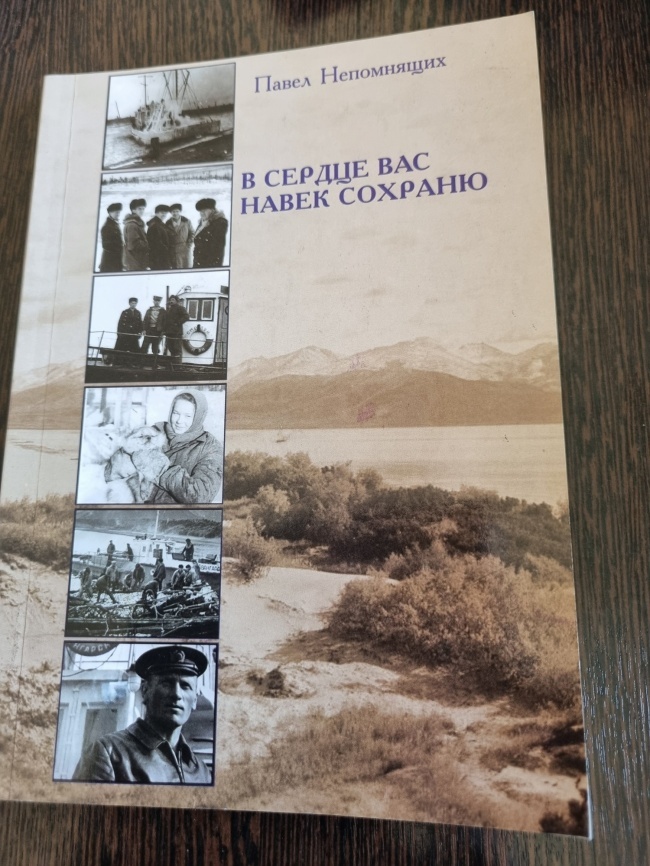 Павел Непомнящих
В СЕРДЦЕ ВАС
НАВЕК СОХРАНЮ